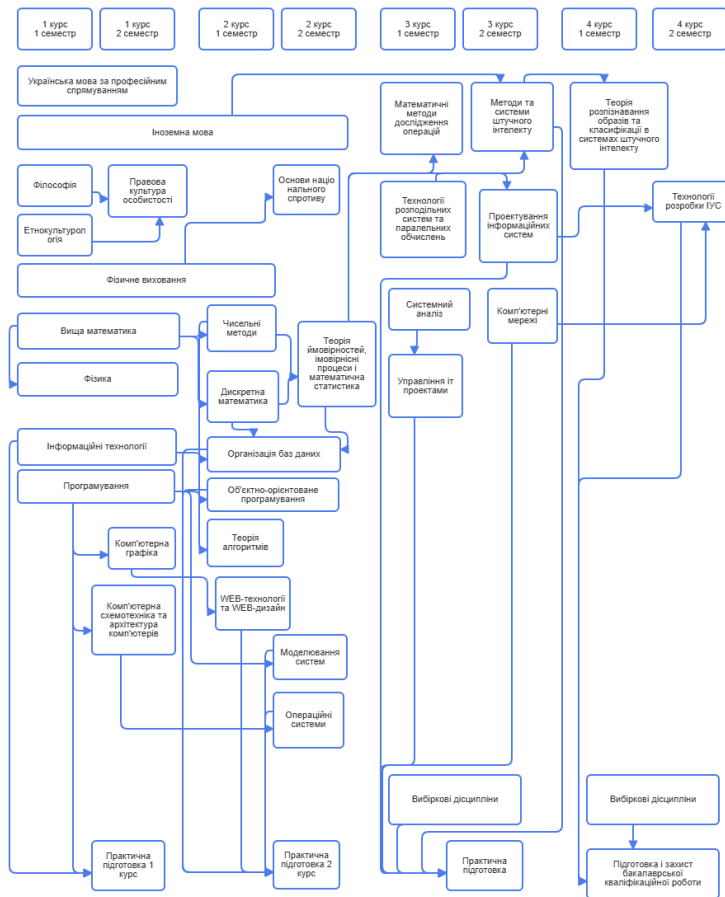 1 курс
1 семестр
1 курс
2 семестр
2 курс
1 семестр
2 курс
2 семестр
3 курс
1 семестр
3 курс
2 семестр
4 курс
1 семестр
4 курс
2 семестр
Українська мова за професійним
спрямуванням
Іноземна мова
Математичні
методи
дослідження
операцій
Методи та
системи
штучного
інтелекту
Теорія
розпізнавання
образів та
класифікації в
системах штучного
інтелекту
Філософія
Правова
культура
особистості
Основи націо
нального
спротиву
Етнокультурол
огія
Технології
розподільних
систем та
паралельних
обчислень
Проектування
інформаційних
систем
Технології
розробки ІУС
Фізичне виховання
Вища математика
Чисельні
методи
Теорія
ймовірностей,
імовірнісні
процеси і
математична
статистика
Системний
аналіз
Комп'ютерні
мережі
Фізика
Дискретна
математика
Управління іт
проектами
Інформаційні технології
Організація баз даних
Програмування
Об'єктно-орієнтоване
програмування
Комп'ютерна
графіка
Теорія
алгоритмів
Комп'ютерна
схемотехніка та
архітектура
комп'ютерів
WEB-технології
та WEB-дизайн
Моделювання
систем
Операційні
системи
Вибіркові дісципліни
Вибіркові дісципліни
Практична
підготовка 1
курс
Практична
підготовка 2
курс
Практична
підготовка
Підготовка і захист
бакалаврської
кваліфікаційної роботи